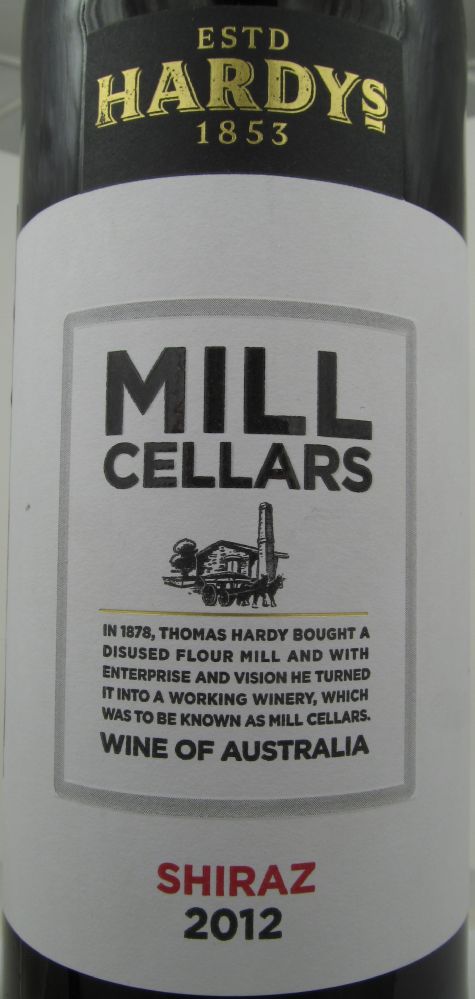 ESTD
HARDYS
1853
MILL
CELLARS
IN 1878, THOMAS HARDY BOUGHT A
DISUSED FLOUR MILL AND WITH
ENTERPRISE AND VISION HE TURNED
IT INTO A WORKING WINERY, WHICH
WAS TO BE KNOWN AS MILL CELLARS.
WINE OF AUSTRALIA
SHIRAZ
2012